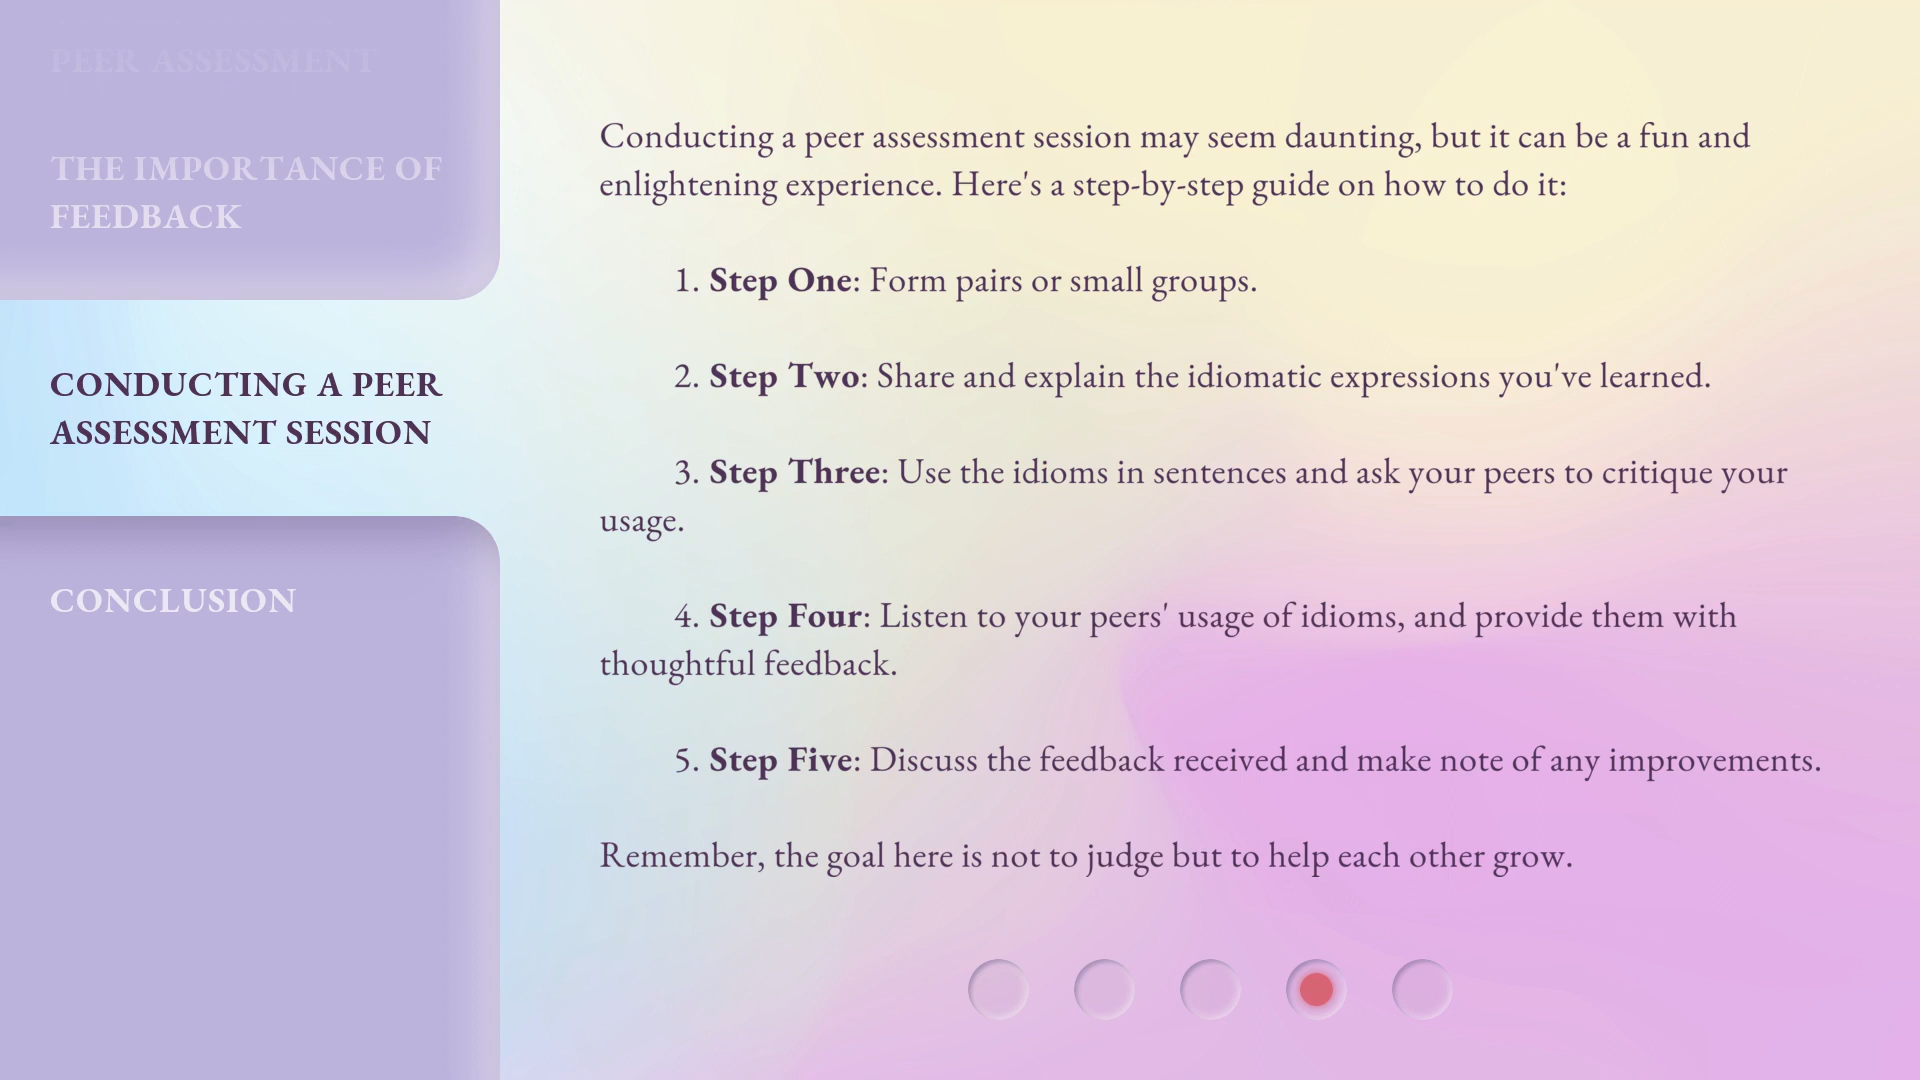 PEER ASSESSMENT
THE IMPORTANCE OF
FEEDBACK
CONDUCTING A PEER
ASSESSMENT SESSION
CONCLUSION
Conducting a peer assessment session may seem daunting, but it can be a fun and
enlightening experience. Here's a step-by-step guide on how to do it:
1. Step One: Form pairs or small groups.
2. Step Two: Share and explain the idiomatic expressions you've learned.
3. Step Three: Use the idioms in sentences and ask your peers to critique your
usage.
4. Step Four: Listen to your peers' usage of idioms, and provide them with
thoughtful feedback.
5. Step Five: Discuss the feedback received and make note of any improvements.
Remember, the goal here is not to judge but to help each other grow.